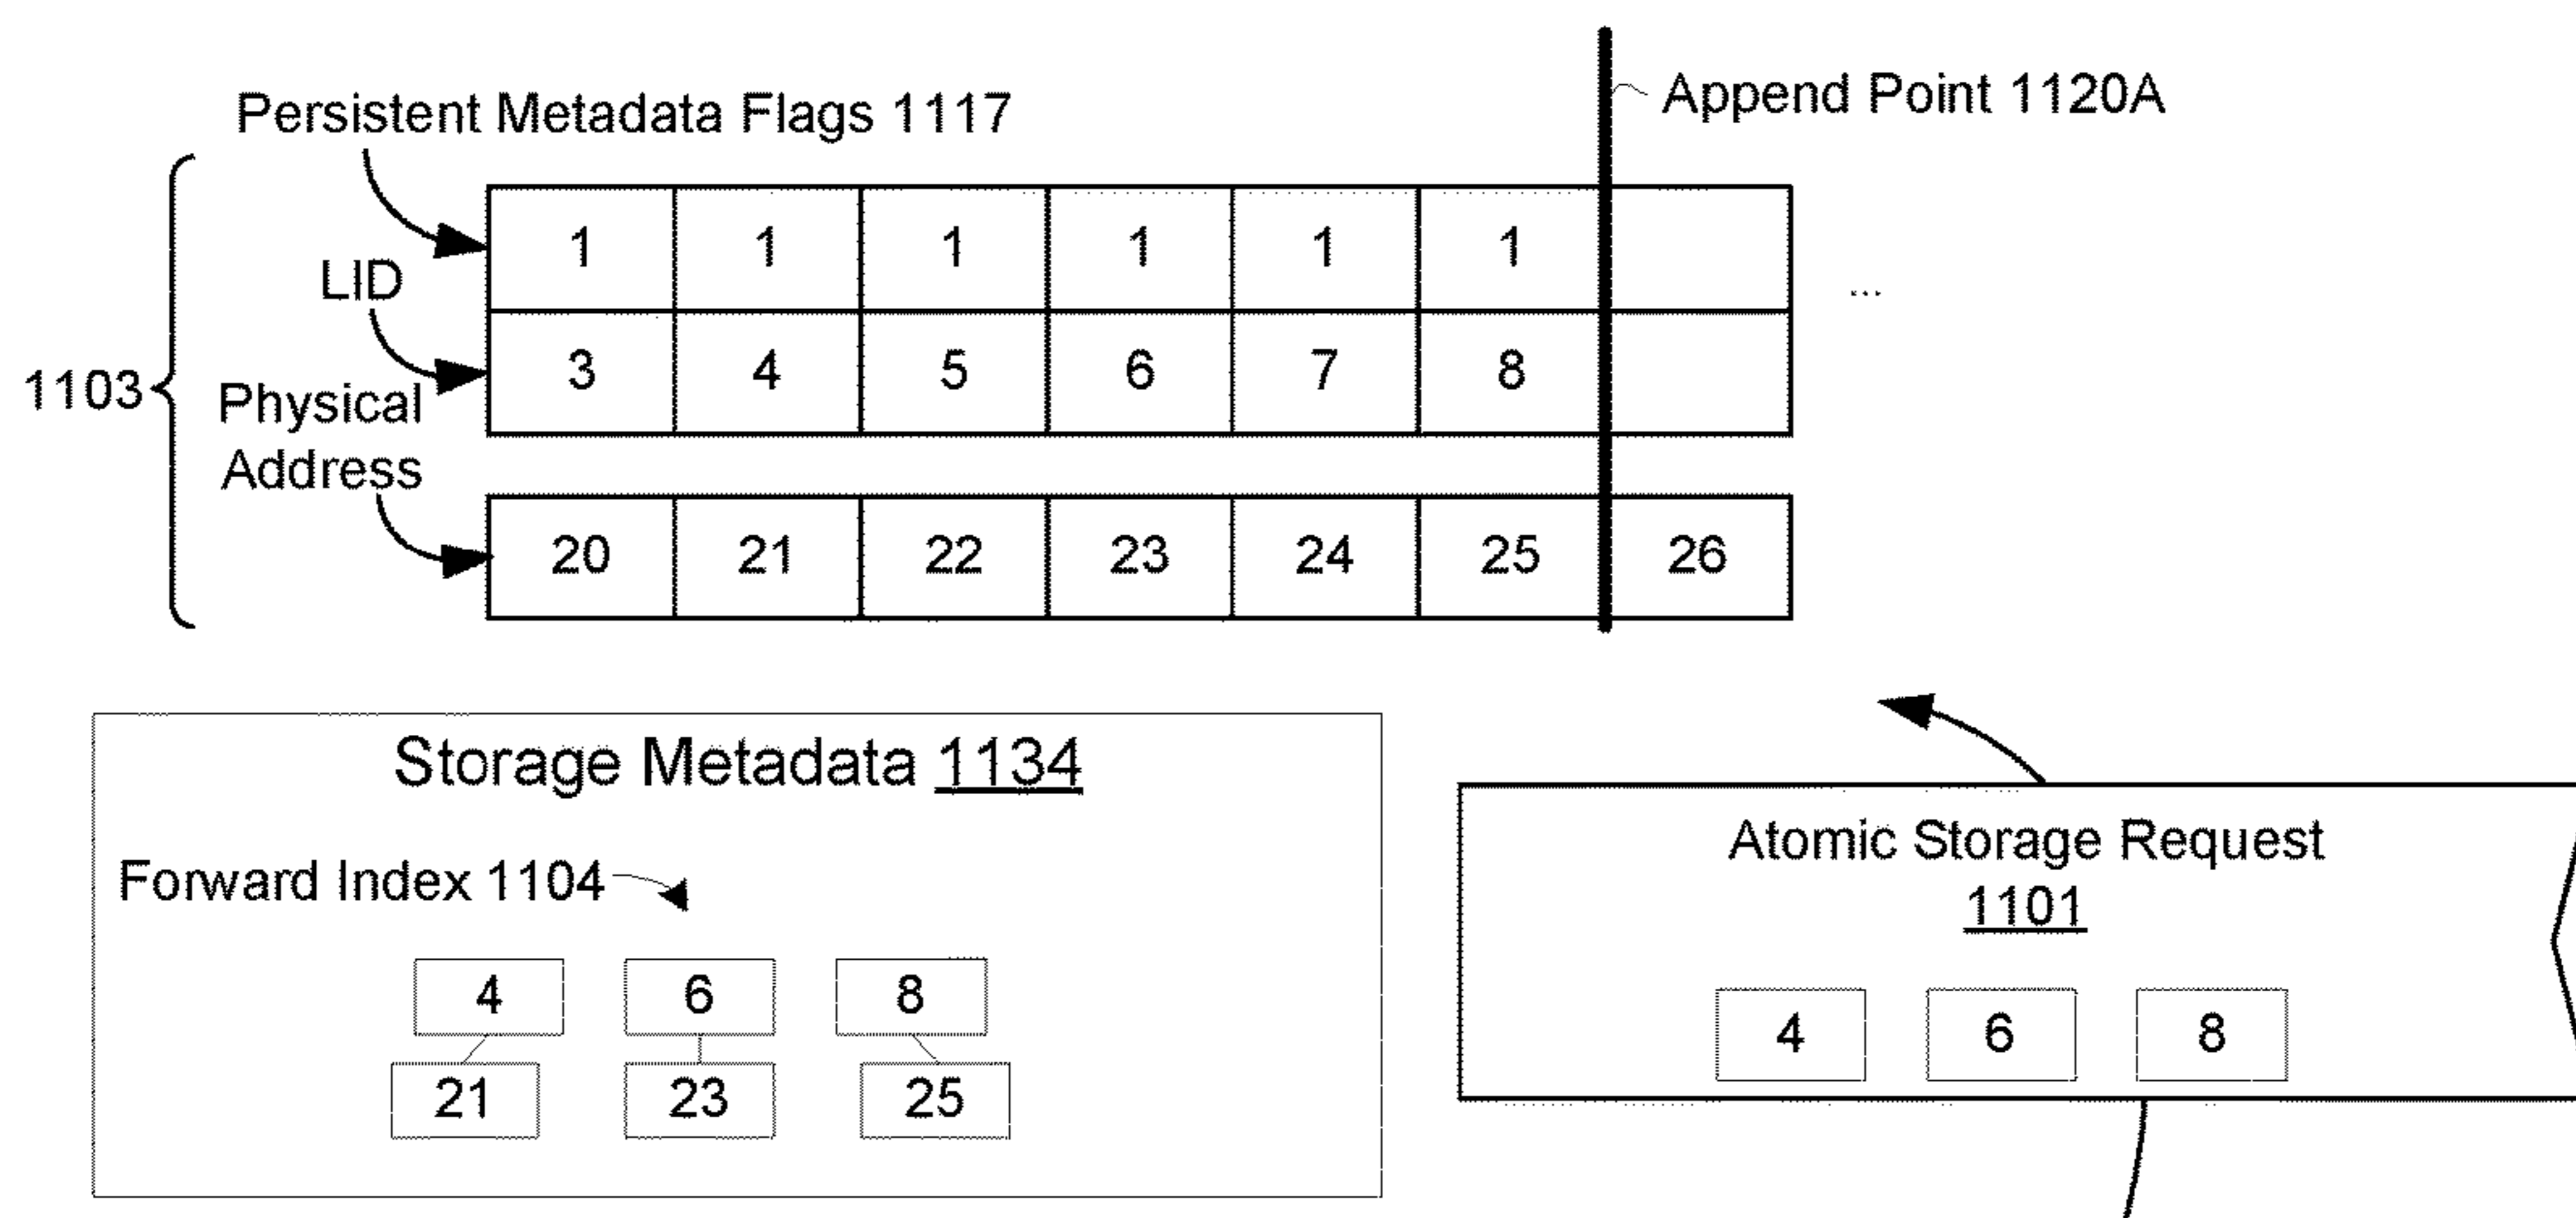 Persistent Metadata Flags 1117
Append Point 1120A
1 1 1 1 1 1
LID
...
3 4 5 6 7 8
1103
Physical
Address
20 21 22 23 24 25 26
Storage Metadata 1134
Forward Index 1104
4 6 8
21 23 25
Atomic Storage Request
1101
4 6 8